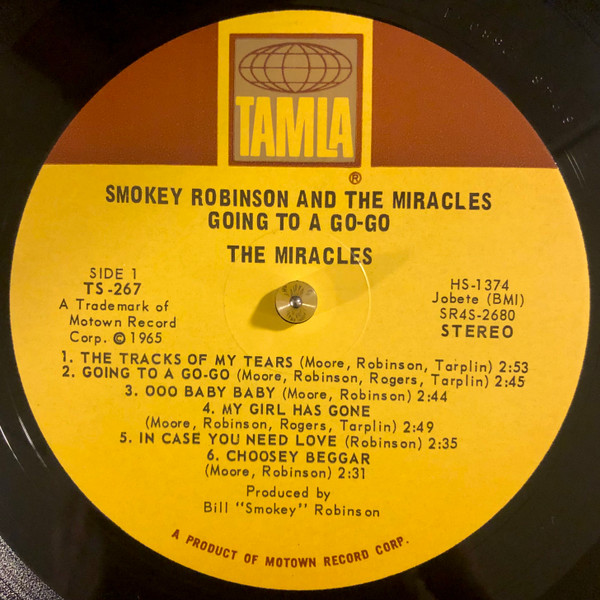 TAMLA
®
SMOKEY ROBINSON AND THE MIRACLES
GOING TO A GO-GO
THE MIRACLES
SIDE 1
TS-267
A Trademark of
Motown Record
Corp. © 1965
HS-1374
Jobete (BMI)
SR4S-2680
STEREO
1. THE TRACKS OF MY TEARS (Moore, Robinson, Tarplin) 2:53
2. GOING TO A GO-GO (Moore, Robinson, Rogers, Tarplin) 2:45
3. OOO BABY BABY (Moore, Robinson) 2:44
4. MY GIRL HAS GONE
(Moore, Robinson, Rogers, Tarplin) 2:49
5. IN CASE YOU NEED LOVE (Robinson) 2:35
6. CHOOSEY BEGGAR
(Moore, Robinson) 2:31
Produced by
Bill "Smokey" Robinson
A PRODUCT OF MOTOWN RECORD CORP.